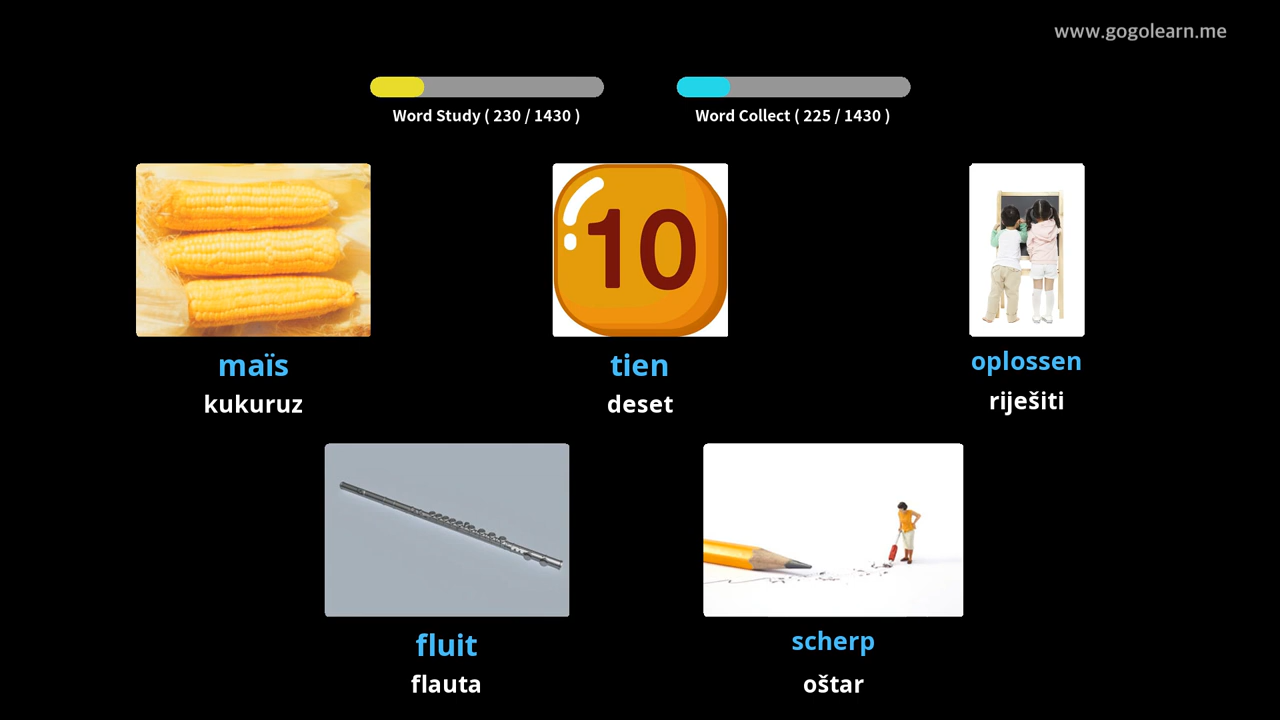 www.gogolearn.me
Word Study ( 230 / 1430 )
Word Collect ( 225 / 1430 )
10
maïs
kukuruz
tien
deset
oplossen
riješiti
fluit
flauta
scherp
oštar